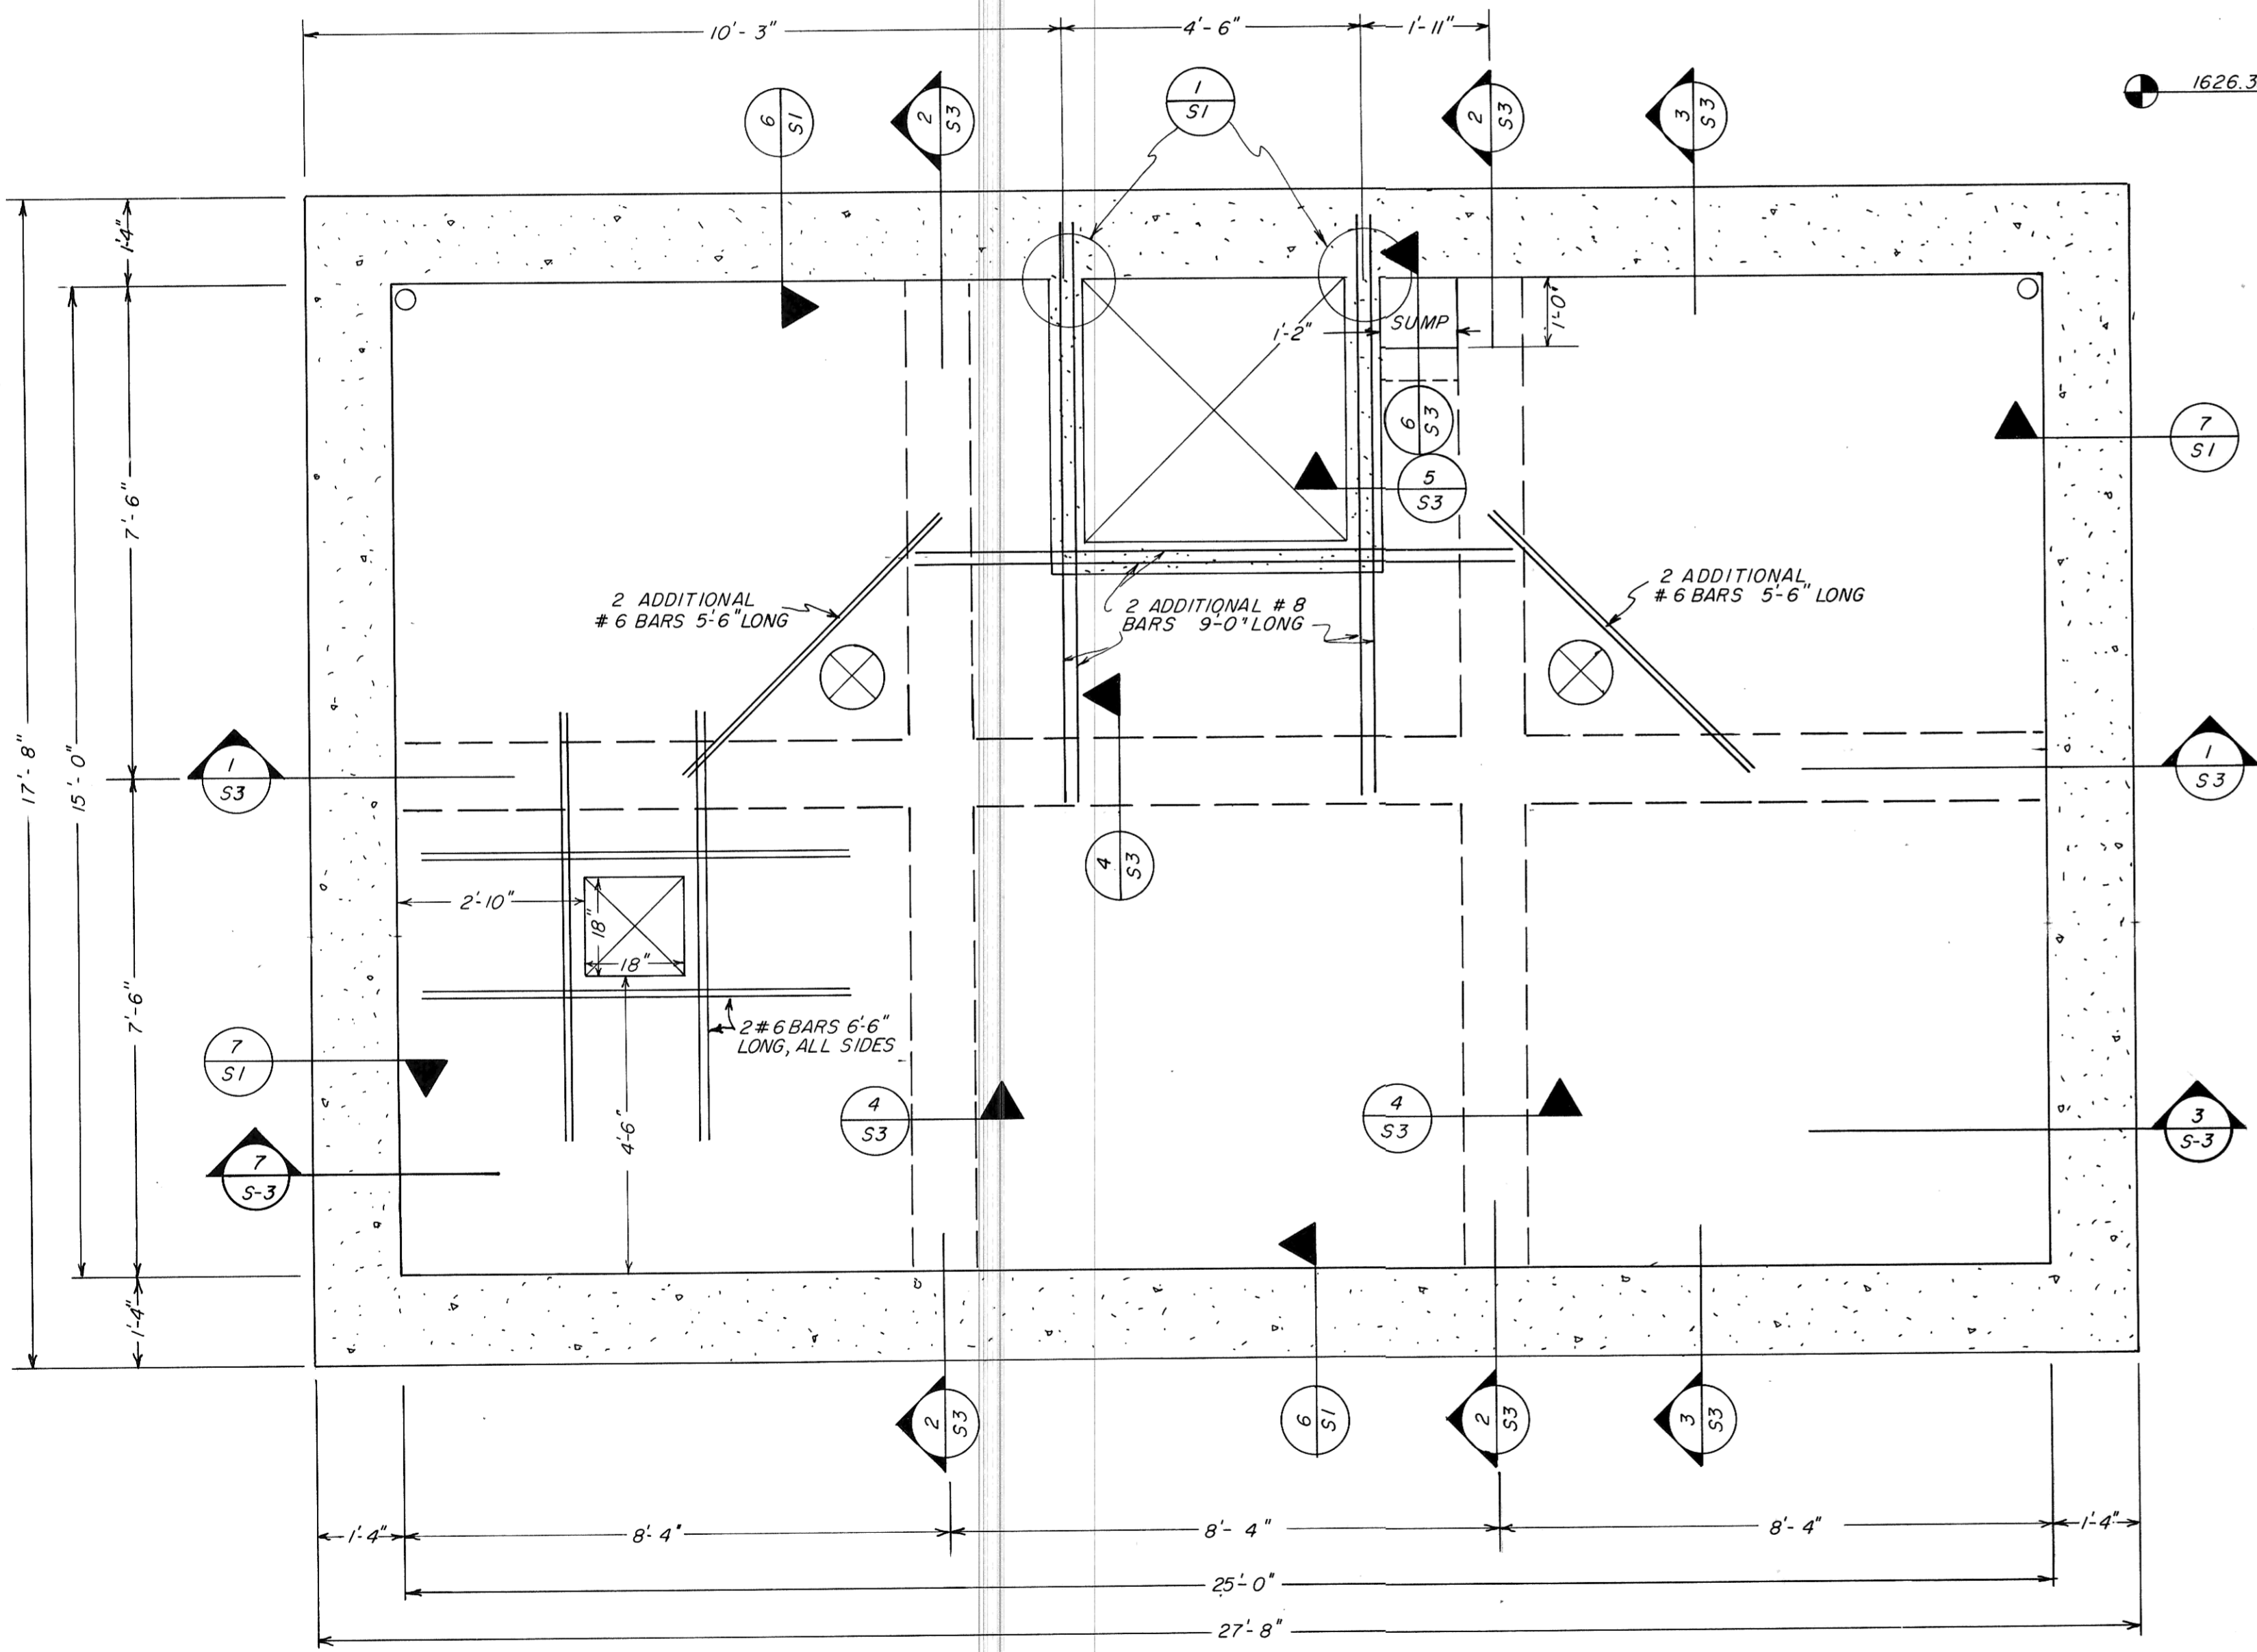 10'-3"
4'-6"
1'-11"
1626.3
6
S1
2
S3
1
S1
2
S3
3
S3
1'-4"
7'-6"
17'-8"
15'-0"
7'-6"
1'-4"
1'-2"
SUMP
1'-0"
6
S3
5
S3
7
S1
2 ADDITIONAL
#6 BARS 5'-6" LONG
2 ADDITIONAL #8
BARS 9'-0" LONG
2 ADDITIONAL
#6 BARS 5'-6" LONG
1
S3
1
S3
4
S3
2'-10"
18"
18"
2#6 BARS 6'-6"
LONG, ALL SIDES
7
S1
4'-6"
4
S3
4
S3
7
S-3
3
S-3
2
S3
6
S1
2
S3
3
S3
1'-4"
8'-4"
8'-4"
8'-4"
1'-4"
25'-0"
27'-8"